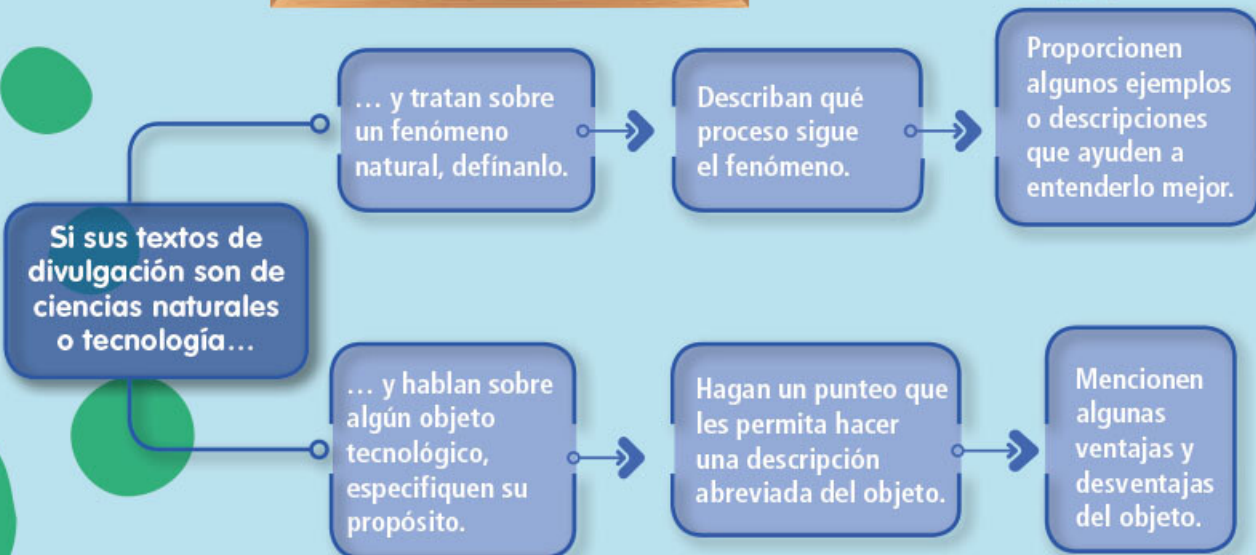 Si sus textos de
divulgación son de
ciencias naturales
o tecnología...
... y tratan sobre
un fenómeno
natural, defínanlo.
Describan qué
proceso sigue
el fenómeno.
Proporcionen
algunos ejemplos
o descripciones
que ayuden a
entenderlo mejor.
... y hablan sobre
algún objeto
tecnológico,
especifiquen su
propósito.
Hagan un punteo que
les permita hacer
una descripción
abreviada del objeto.
Mencionen
algunas
ventajas y
desventajas
del objeto.